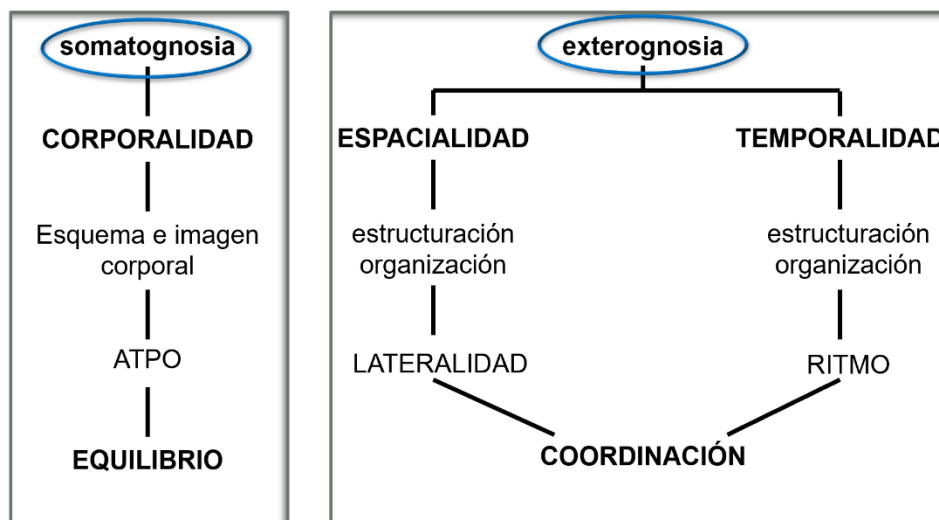 somatognosia
CORPORALIDAD
Esquema e imagen
corporal
ATPO
EQUILIBRIO
exterognosia
ESPACIALIDAD
estructuración
organización
LATERALIDAD
TEMPORALIDAD
estructuración
organización
RITMO
COORDINACIÓN